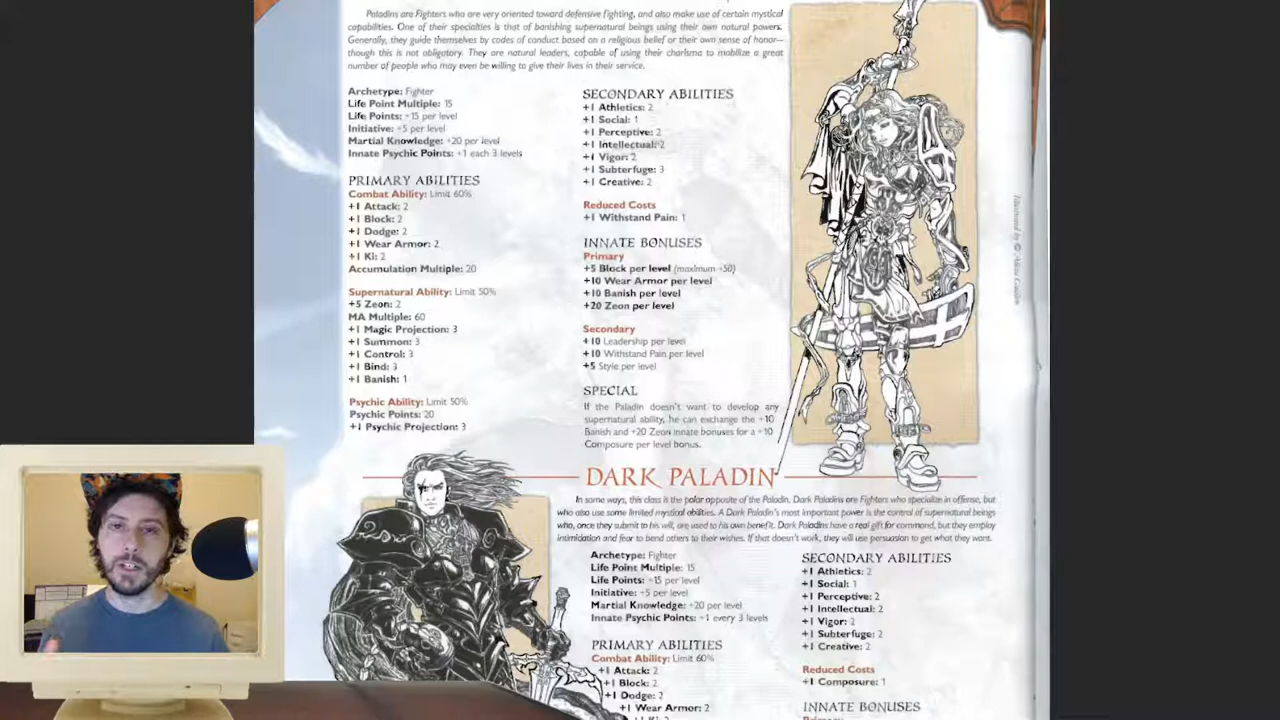 Paladins are Fighters who are very oriented toward defensive fighting, and also make use of certain mystical
capabilities. One of their specialties is that of banishing supernatural beings using their own natural powers.
Generally, they guide themselves by codes of conduct based on a religious belief or their own sense of honor—
though this is not obligatory. They are natural leaders, capable of using their charisma to mobilize a great
number of people who may even be willing to give their lives in their service.
Archetype: Fighter
Life Point Multiple: 15
Life Points: +15 per level
Initiative: +5 per level
Martial Knowledge: +20 per level
Innate Psychic Points: +1 each 3 levels
PRIMARY ABILITIES
Combat Ability: Limit 60%
+1 Attack: 2
+1 Block: 2
+1 Dodge: 2
+1 Wear Armor: 2
+1 Ki: 2
Accumulation Multiple: 20
Supernatural Ability: Limit 50%
+5 Zeon: 2
MA Multiple: 60
+1 Magic Projection: 3
+1 Summon: 3
+1 Control: 3
+1 Bind: 3
+1 Banish: 1
Psychic Ability: Limit 50%
Psychic Points: 20
+1 Psychic Projection: 3
SECONDARY ABILITIES
+1 Athletics: 2
+1 Social: 1
+1 Perceptive: 2
+1 Intellectual: 2
+1 Vigor: 2
+1 Subterfuge: 3
+1 Creative: 2
Reduced Costs
+1 Withstand Pain: 1
INNATE BONUSES
Primary
+5 Block per level (maximum +50)
+10 Wear Armor per level
+10 Banish per level
+20 Zeon per level
Secondary
+10 Leadership per level
+10 Withstand Pain per level
+5 Style per level
SPECIAL
If the Paladin doesn't want to develop any
supernatural ability, he can exchange the +10
Banish and +20 Zeon innate bonuses for a +10
Composure per level bonus.
Illustrated by ©
DARK PALADIN
In some ways, this class is the polar opposite of the Paladin. Dark Paladins are Fighters who specialize in offense, but
who also use some limited mystical abilities. A Dark Paladin's most important power is the control of supernatural beings
who, once they submit to his will, are used to his own benefit. Dark Paladins have a real gift for command, but they employ
intimidation and fear to bend others to their wishes. If that doesn't work, they will use persuasion to get what they want.
Archetype: Fighter
Life Point Multiple: 15
Life Points: +15 per level
Initiative: +5 per level
Martial Knowledge: +20 per level
Innate Psychic Points: +1 every 3 levels
PRIMARY ABILITIES
Combat Ability: Limit 60%
+1 Attack: 2
+1 Block: 2
+1 Dodge: 2
+1 Wear Armor: 2
SECONDARY ABILITIES
+1 Athletics: 2
+1 Social: 1
+1 Perceptive: 2
+1 Intellectual: 2
+1 Vigor: 2
+1 Subterfuge: 2
+1 Creative: 2
Reduced Costs
+1 Composure: 1
INNATE BONUSES